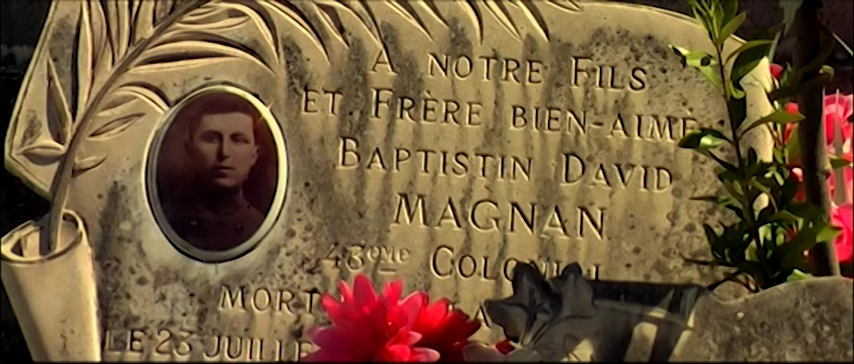 A NOTRE FILS
ET FRÈRE BIEN-AIMÉ
BAPTISTIN DAVID
MAGNAN
43ème COLONIAL
MORT
LE 23 JUILLE